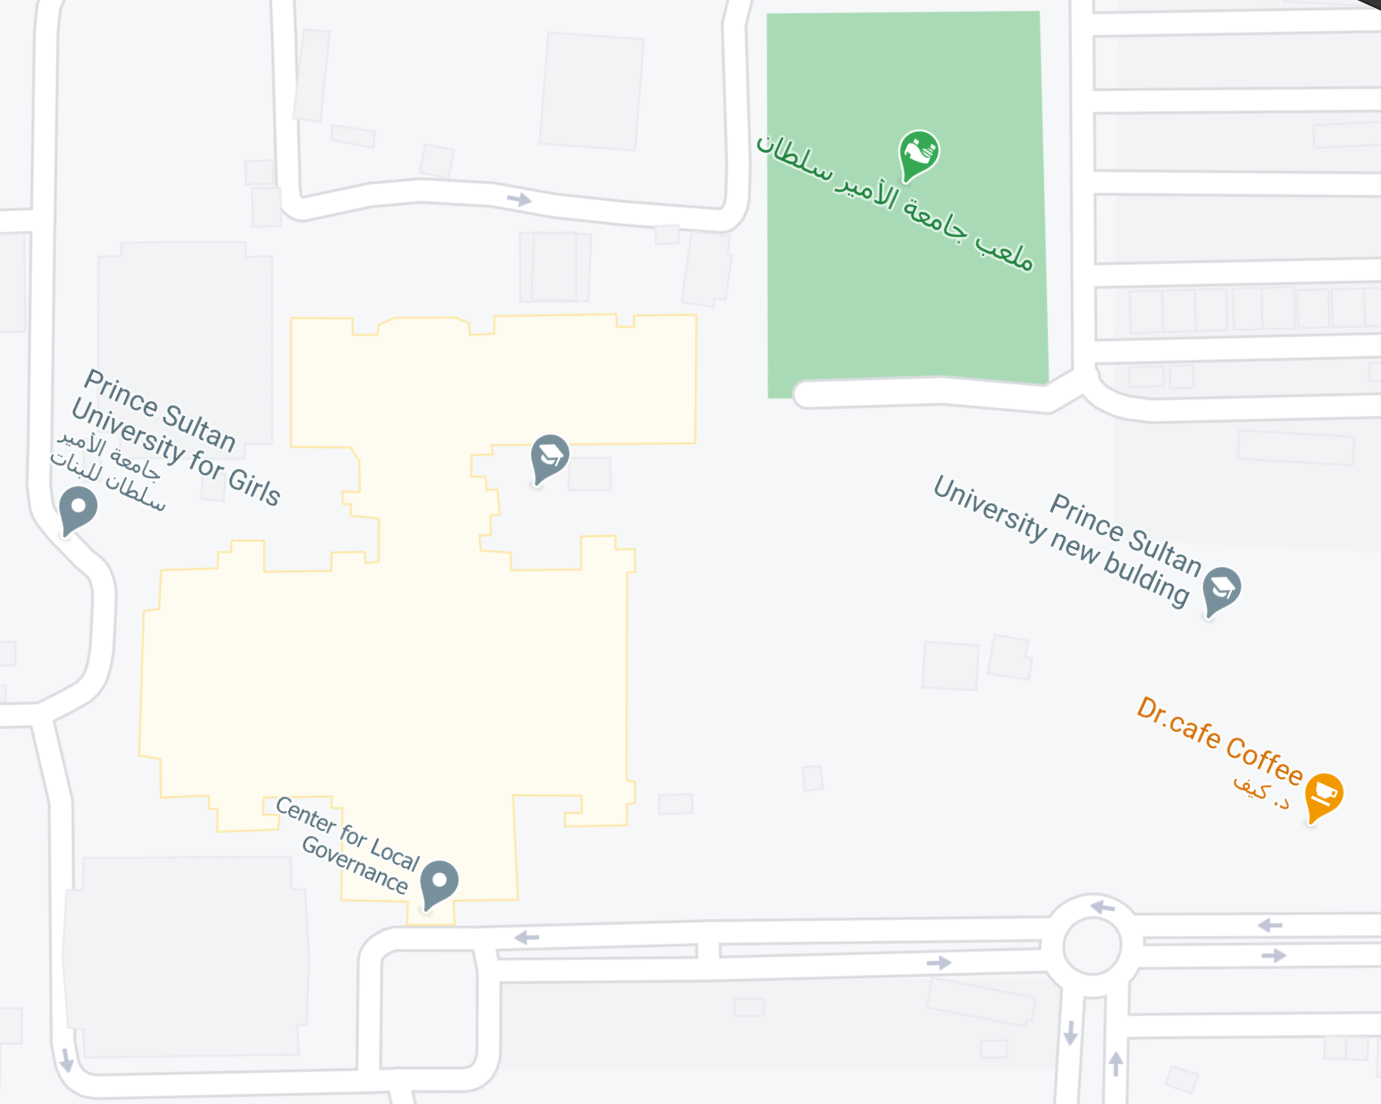 ملعب جامعة الأمير سلطان
Prince Sultan
University for Girls
جامعة الأمير
سلطان للبنات
Prince Sultan
University new bulding
Dr.cafe Coffee
د. كيف
Center for Local
Governance